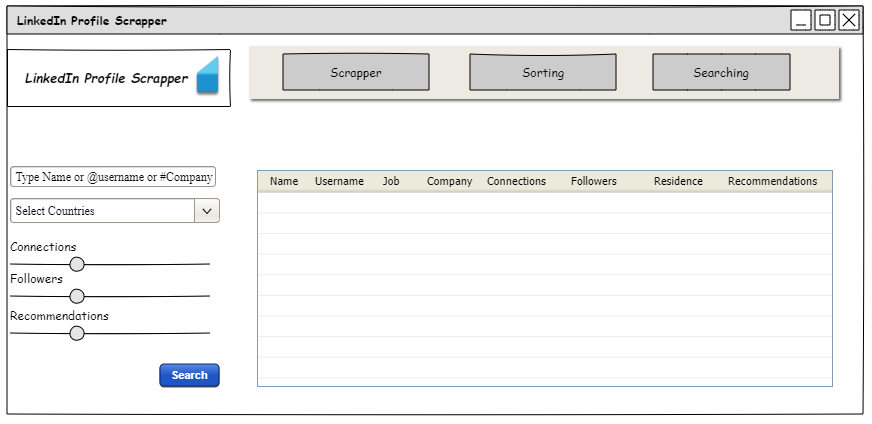 LinkedIn Profile Scrapper
LinkedIn Profile Scrapper
Scrapper
Sorting
Searching
Type Name or @username or #Company
Select Countries
Connections
Followers
Recommendations
Search
Name Username Job Company Connections Followers Residence Recommendations